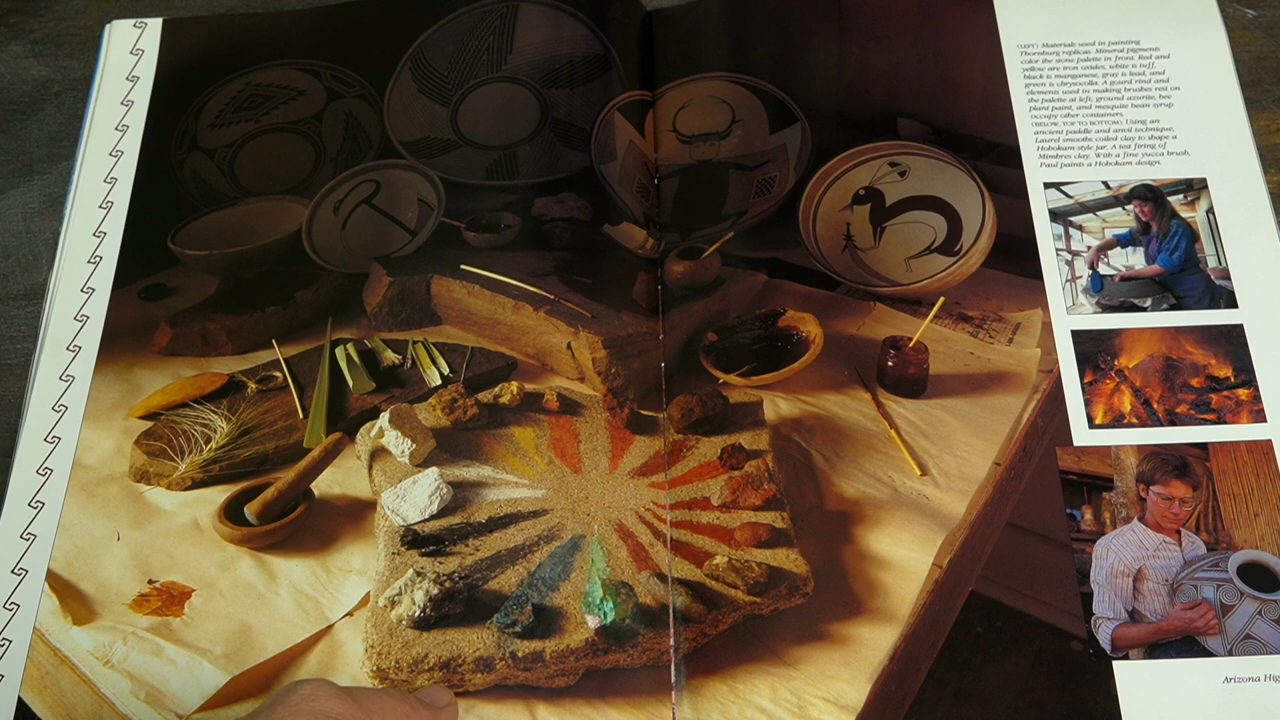 (LEFT) Materials used in painting
Thornburg replicas. Mineral pigments
color the stone palette in front. Red and
yellow are iron oxides, white is tuff,
black is manganese, gray is lead, and
green is chrysocolla. A gourd rind and
elements used in making brushes rest on
the palette at left; ground azurite, bee
plant paint, and mesquite bean syrup
occupy other containers.
(BELOW, TOP TO BOTTOM) Using an
ancient paddle and anvil technique,
Laurel smooths coiled clay to shape a
Hohokam style jar. A test firing of
Mimbres clay. With a fine yucca brush,
Paul paints a Hohokam design.
Arizona Hig